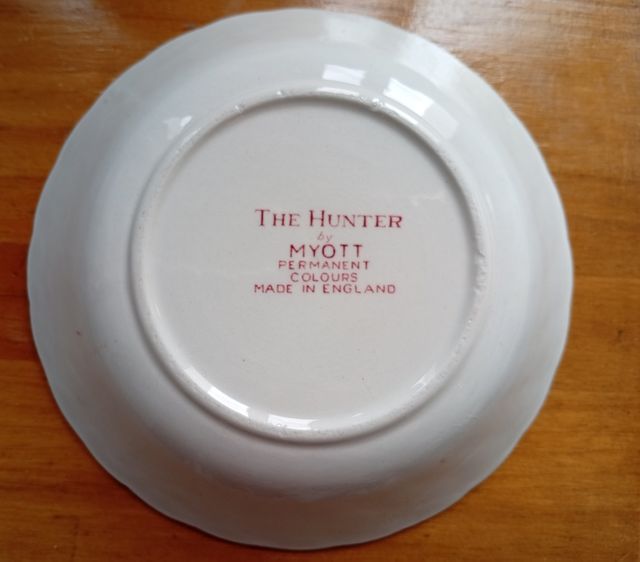 THE HUNTER
by
MYOTT
PERMANENT
COLOURS
MADE IN ENGLAND